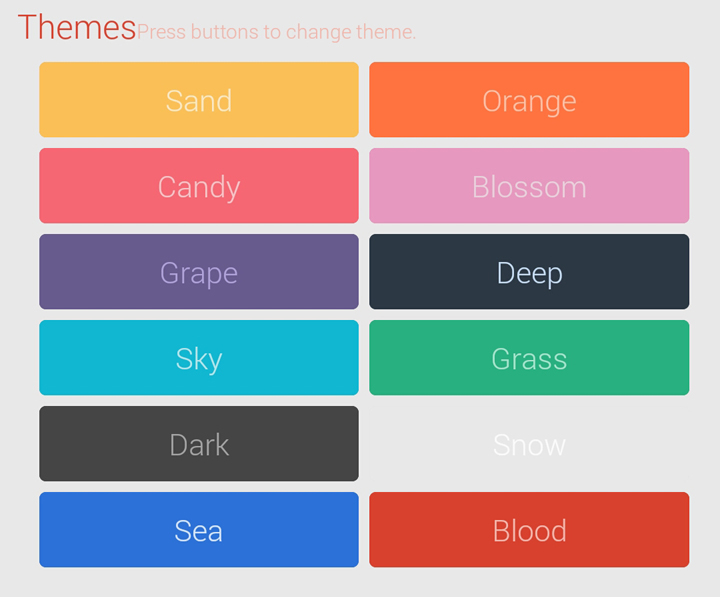 Themes Press buttons to change theme.
Sand
Orange
Candy
Blossom
Grape
Deep
Sky
Grass
Dark
Snow
Sea
Blood